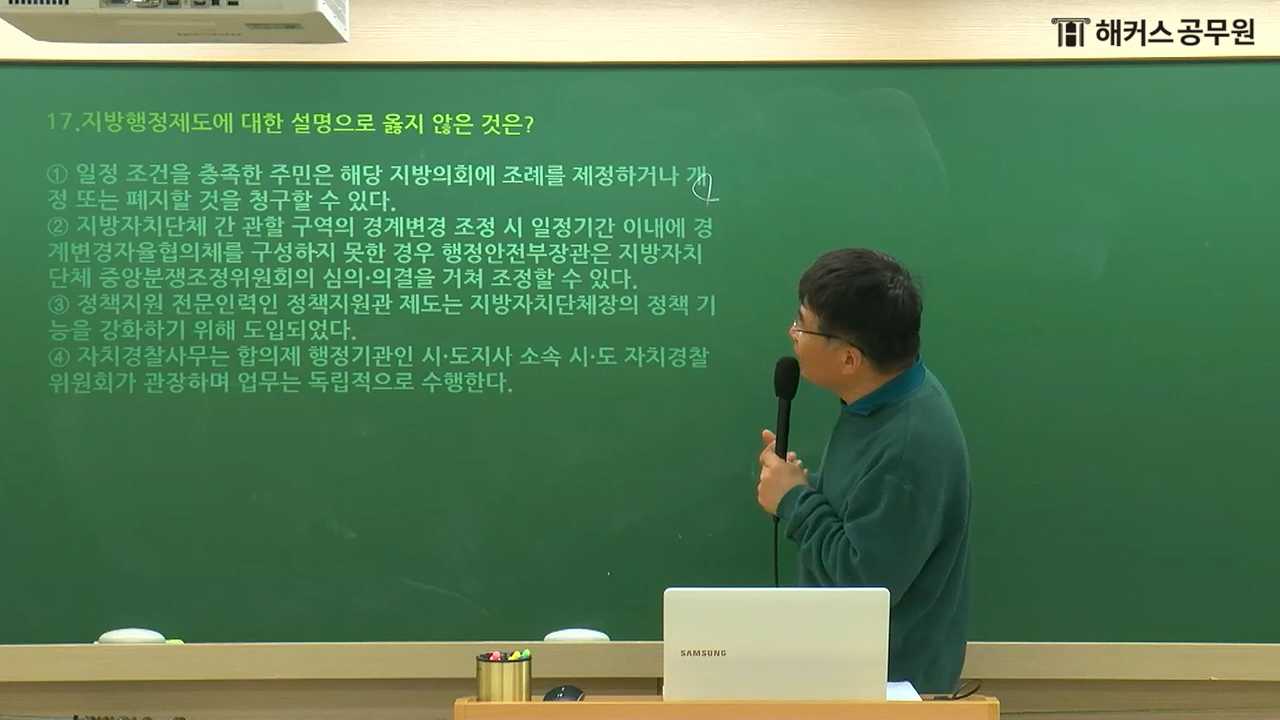 해커스공무원
17.지방행정제도에 대한 설명으로 옳지 않은 것은?
① 일정 조건을 충족한 주민은 해당 지방의회에 조례를 제정하거나 개
정 또는 폐지할 것을 청구할 수 있다.
② 지방자치단체 간 관할 구역의 경계변경 조정 시 일정기간 이내에 경
계변경자율협의체를 구성하지 못한 경우 행정안전부장관은 지방자치
단체 중앙분쟁조정위원회의 심의·의결을 거쳐 조정할 수 있다.
③ 정책지원 전문인력인 정책지원관 제도는 지방자치단체장의 정책 기
능을 강화하기 위해 도입되었다.
④ 자치경찰사무는 합의제 행정기관인 시·도지사 소속 시·도 자치경찰
위원회가 관장하며 업무는 독립적으로 수행한다.
SAMSUNG